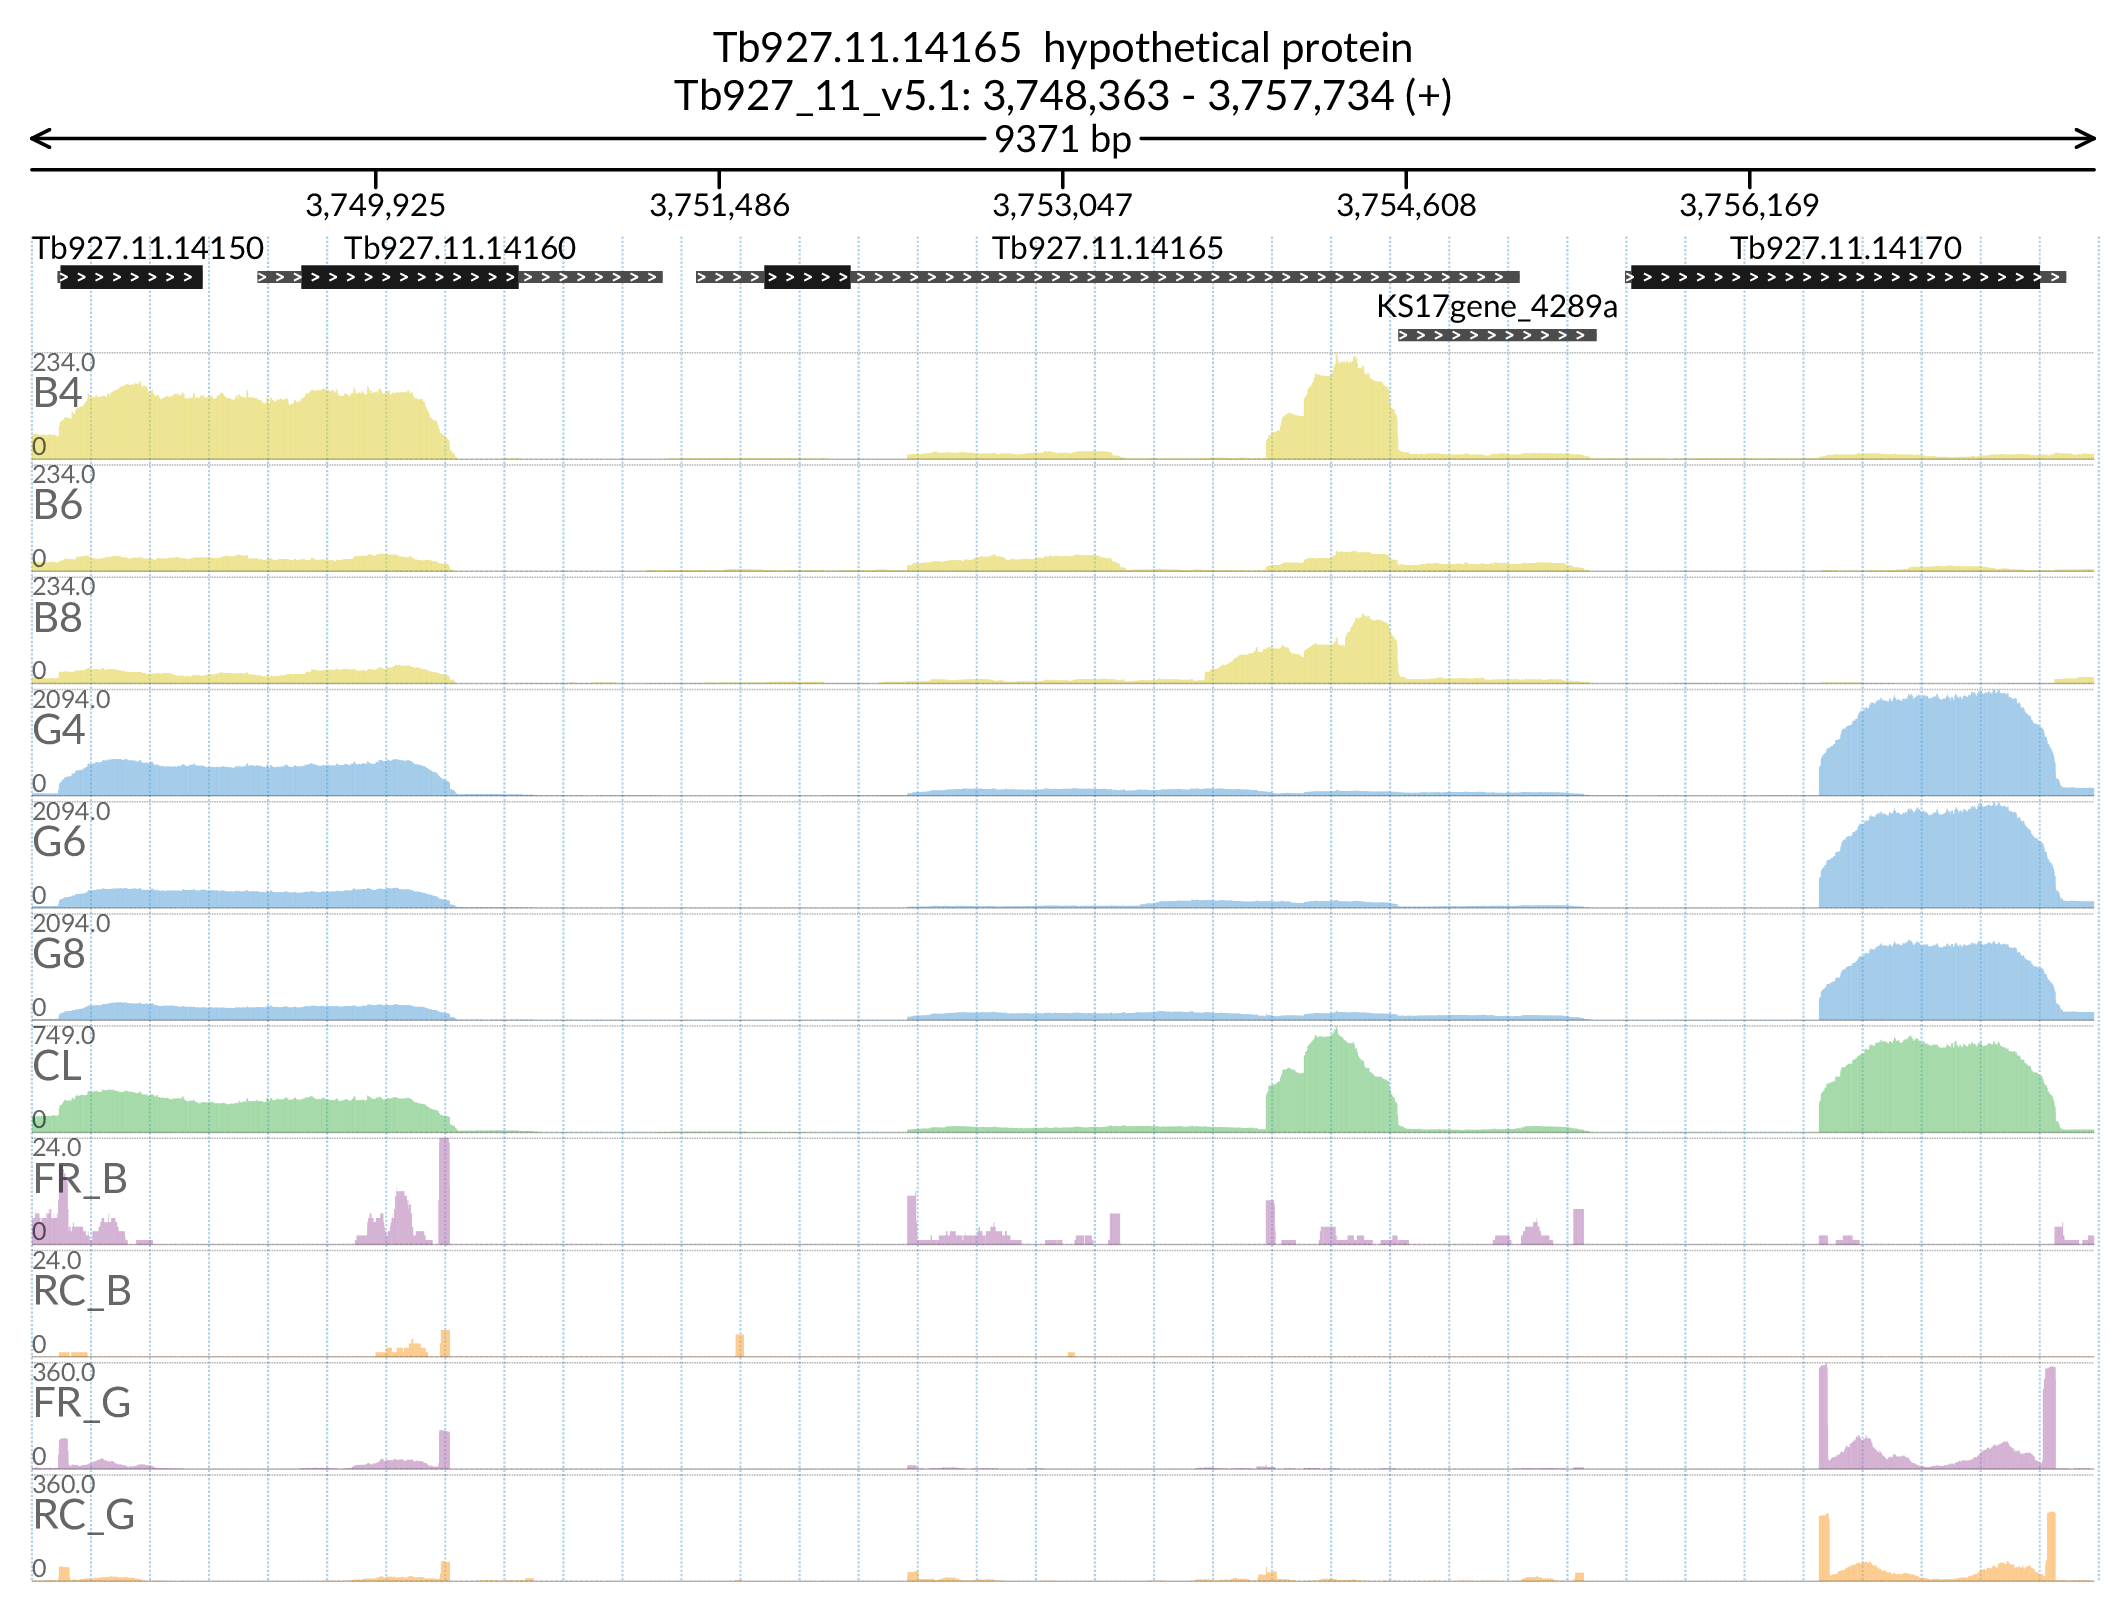 Tb927.11.14165  hypothetical protein
Tb927_11_v5.1: 3,748,363 - 3,757,734 (+)
9371 bp
3,749,925 3,751,486 3,753,047 3,754,608 3,756,169
Tb927.11.14150 Tb927.11.14160 Tb927.11.14165 Tb927.11.14170
KS17gene_4289a
234.0
B4
0
234.0
B6
0
234.0
B8
0
2094.0
G4
0
2094.0
G6
0
2094.0
G8
0
749.0
CL
0
24.0
FR_B
0
24.0
RC_B
0
360.0
FR_G
0
360.0
RC_G
0